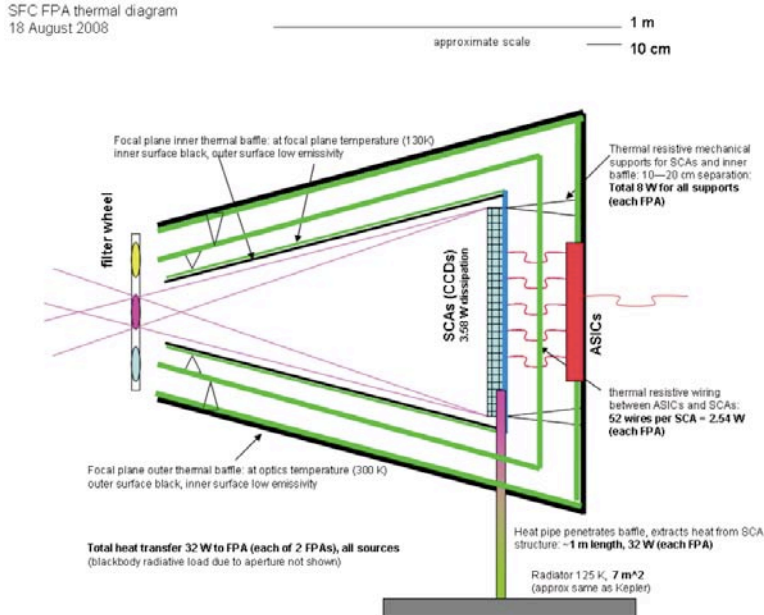 SFC FPA thermal diagram
18 August 2008
1 m
approximate scale
10 cm
Focal plane inner thermal baffle: at focal plane temperature (130K)
inner surface black, outer surface low emissivity
Thermal resistive mechanical
supports for SCAs and inner
baffle: 10—20 cm separation:
Total 8 W for all supports
(each FPA)
filter wheel
SCAs (CCDs)
3.58 W dissipation
ASICs
thermal resistive wiring
between ASICs and SCAs:
52 wires per SCA = 2.54 W
(each FPA)
Focal plane outer thermal baffle: at optics temperature (300 K)
outer surface black, inner surface low emissivity
Total heat transfer 32 W to FPA (each of 2 FPAs), all sources
(blackbody radiative load due to aperture not shown)
Heat pipe penetrates baffle, extracts heat from SCA
structure: ~1 m length, 32 W (each FPA)
Radiator 125 K, 7 m^2
(approx same as Kepler)